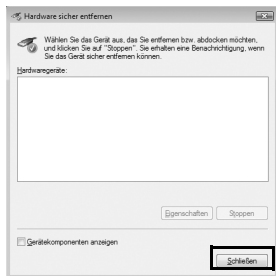 Hardware sicher entfernen
Wählen Sie das Gerät aus, das Sie entfernen bzw. abdocken möchten,
und klicken Sie auf "Stoppen". Sie erhalten eine Benachrichtigung, wenn
Sie das Gerät sicher entfernen können.
Hardwaregeräte:
Eigenschaften Stoppen
Gerätekomponenten anzeigen
Schließen